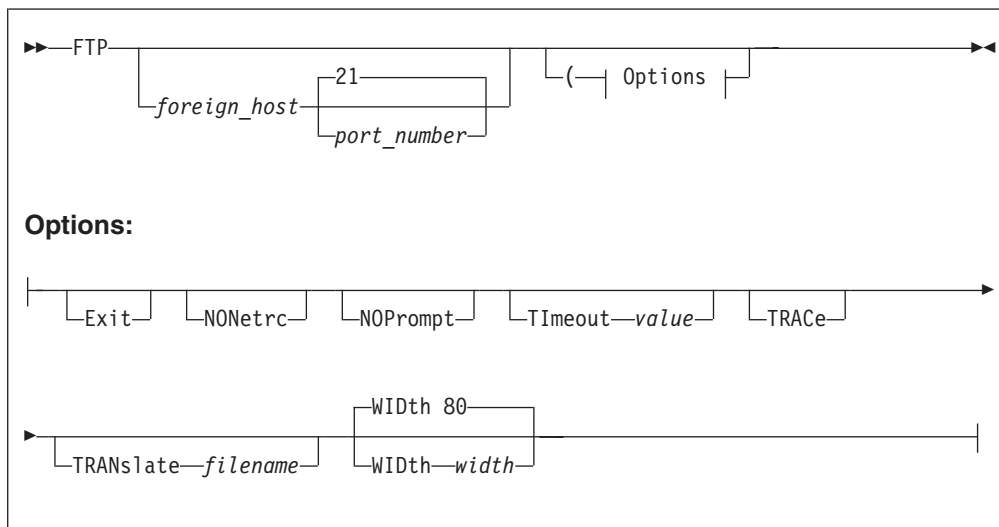 FTP
foreign_host 21
port_number
( Options
Options:
Exit NONetrc NOPrompt TImeout value TRACe
TRANslate filename WIDth 80
WIDth width